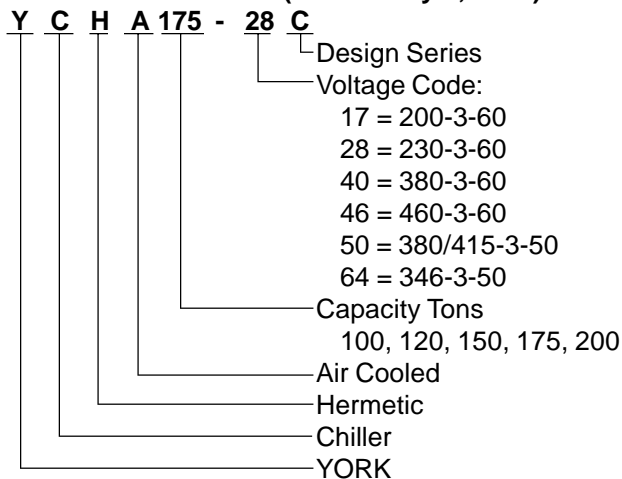 Y C H A 175 - 28 C
Design Series
Voltage Code:
17 = 200-3-60
28 = 230-3-60
40 = 380-3-60
46 = 460-3-60
50 = 380/415-3-50
64 = 346-3-50
Capacity Tons
100, 120, 150, 175, 200
Air Cooled
Hermetic
Chiller
YORK